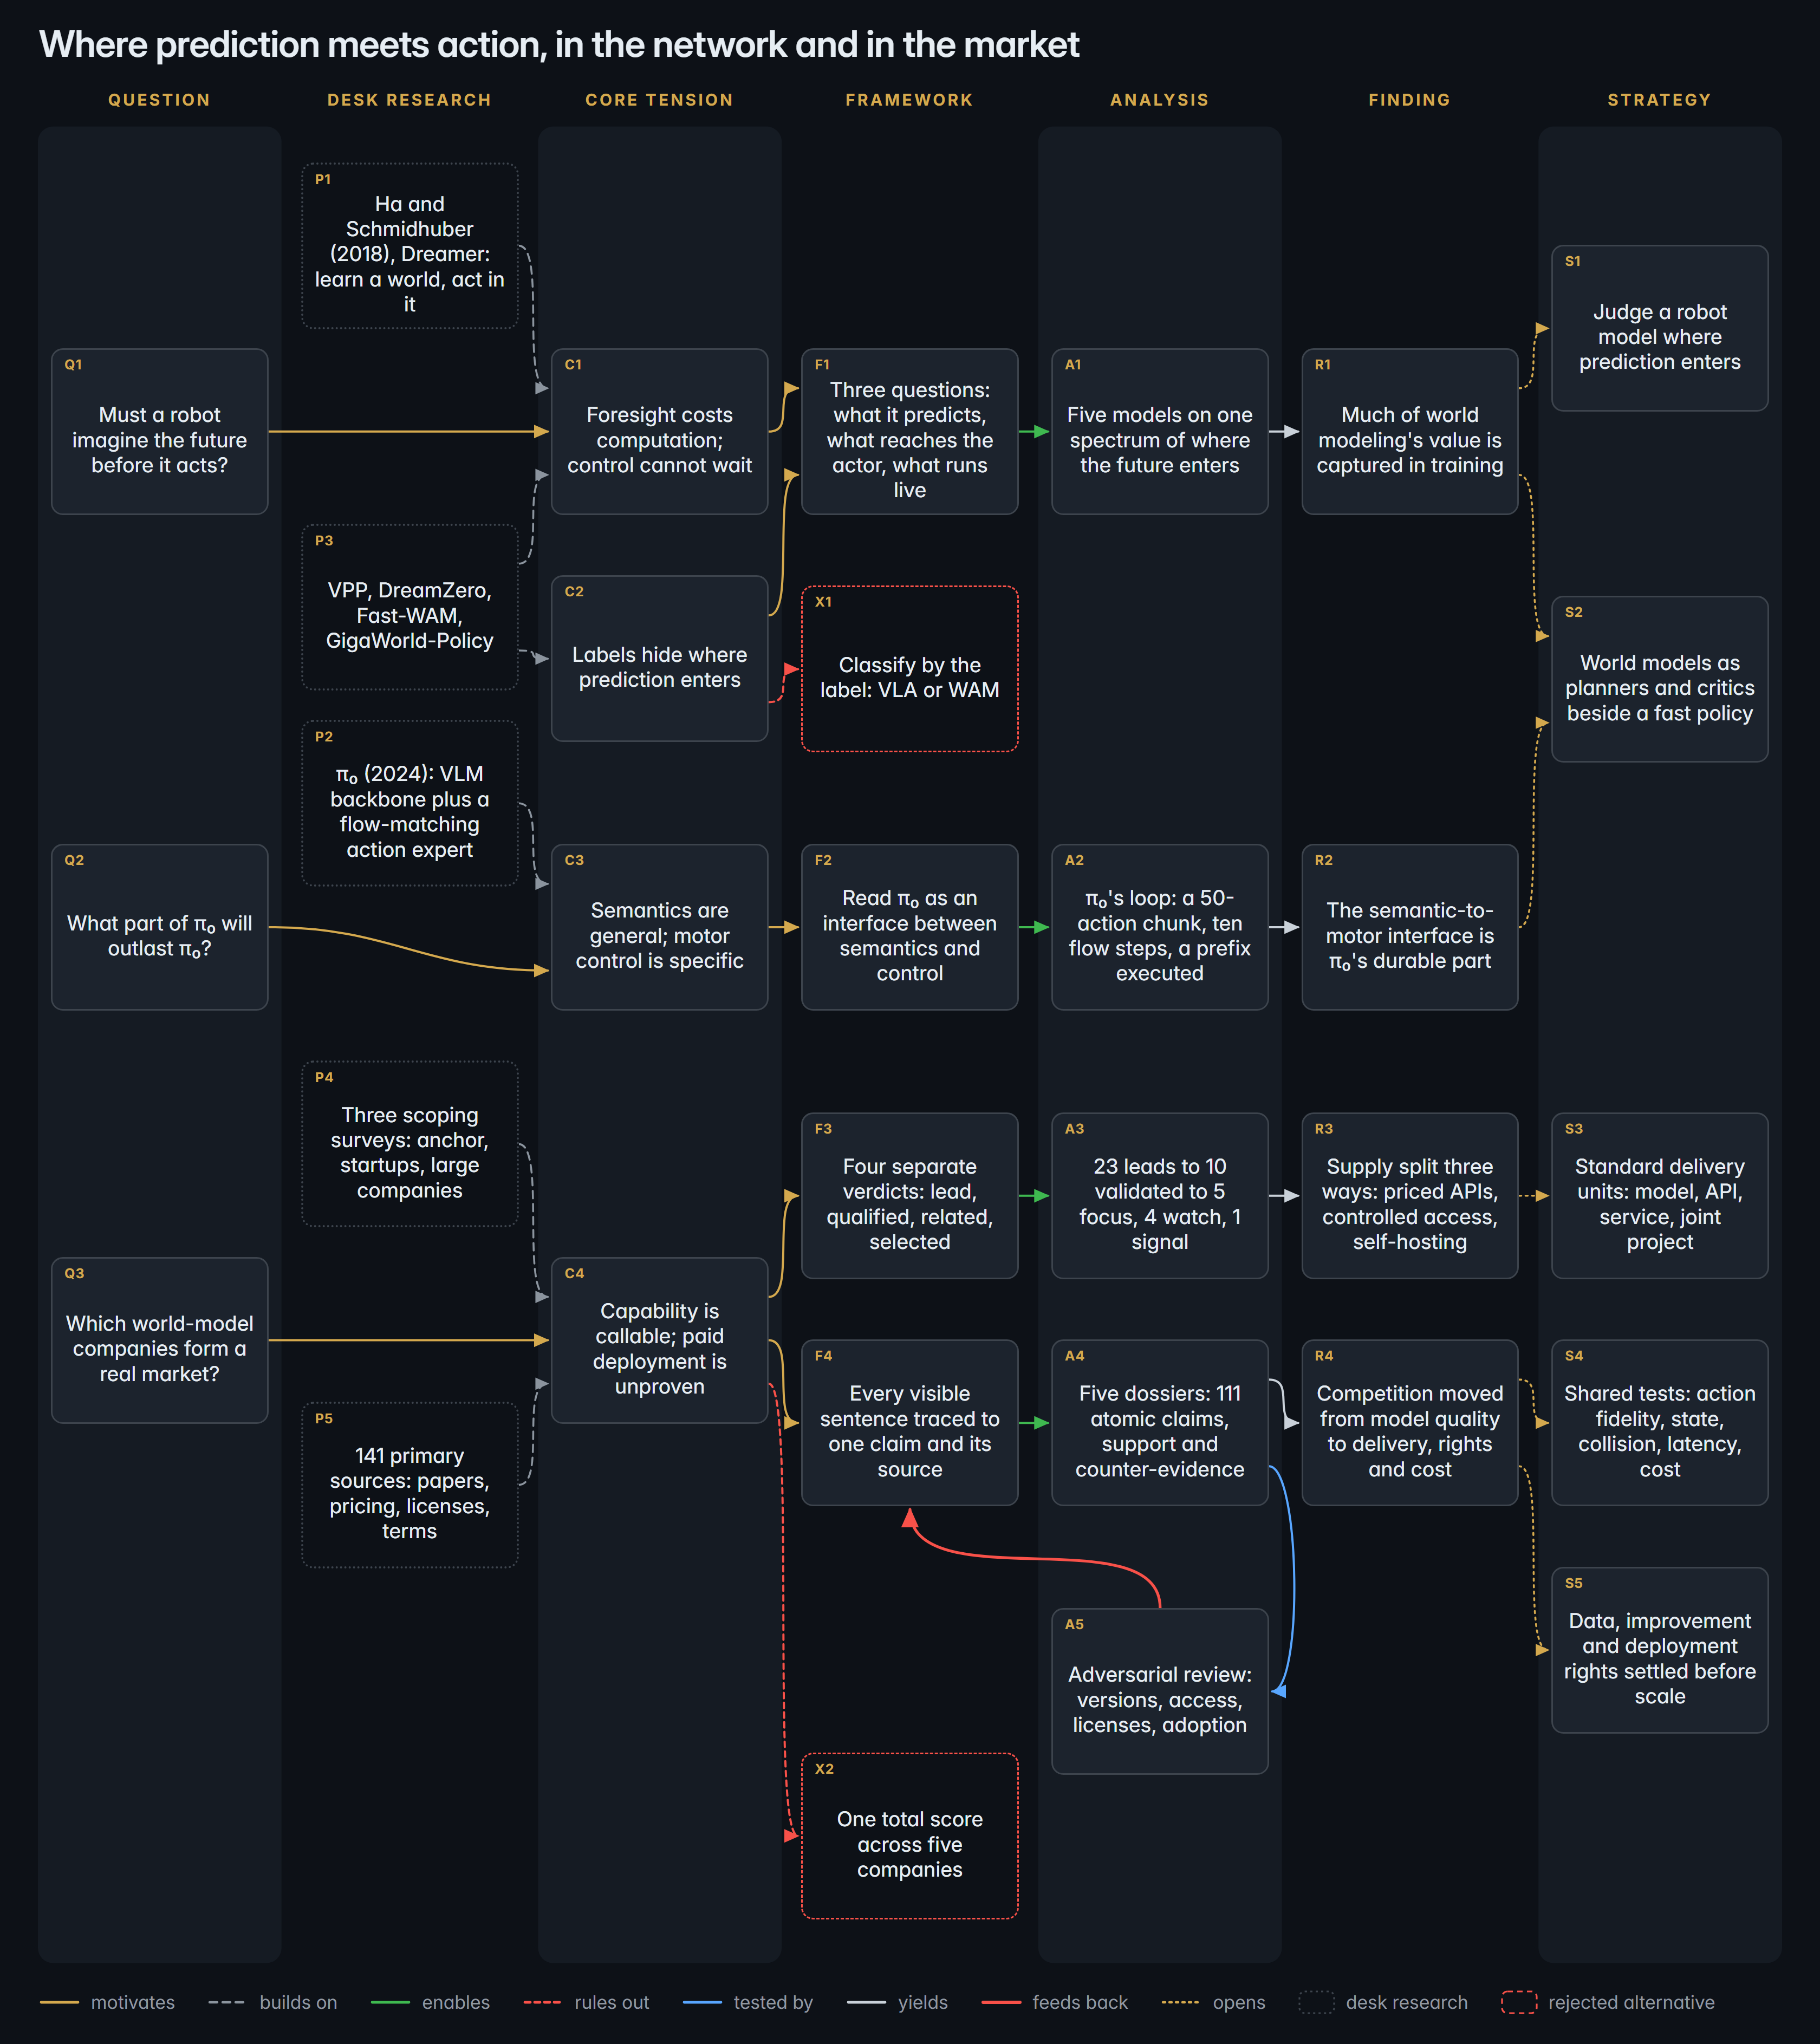 Where prediction meets action, in the network and in the market
QUESTION
DESK RESEARCH
CORE TENSION
FRAMEWORK
ANALYSIS
FINDING
STRATEGY
P1
Ha and
Schmidhuber
(2018), Dreamer:
learn a world, act in
it
S1
Judge a robot
model where
prediction enters
Q1
Must a robot
imagine the future
before it acts?
C1
Foresight costs
computation;
control cannot wait
F1
Three questions:
what it predicts,
what reaches the
actor, what runs
live
A1
Five models on one
spectrum of where
the future enters
R1
Much of world
modeling's value is
captured in training
P3
VPP, DreamZero,
Fast-WAM,
GigaWorld-Policy
C2
Labels hide where
prediction enters
X1
Classify by the
label: VLA or WAM
S2
World models as
planners and critics
beside a fast policy
P2
π₀ (2024): VLM
backbone plus a
flow-matching
action expert
Q2
What part of π₀ will
outlast π₀?
C3
Semantics are
general; motor
control is specific
F2
Read π₀ as an
interface between
semantics and
control
A2
π₀'s loop: a 50-
action chunk, ten
flow steps, a prefix
executed
R2
The semantic-to-
motor interface is
π₀'s durable part
P4
Three scoping
surveys: anchor,
startups, large
companies
F3
Four separate
verdicts: lead,
qualified, related,
selected
A3
23 leads to 10
validated to 5
focus, 4 watch, 1
signal
R3
Supply split three
ways: priced APIs,
controlled access,
self-hosting
S3
Standard delivery
units: model, API,
service, joint
project
Q3
Which world-model
companies form a
real market?
C4
Capability is
callable; paid
deployment is
unproven
F4
Every visible
sentence traced to
one claim and its
source
A4
Five dossiers: 111
atomic claims,
support and
counter-evidence
R4
Competition moved
from model quality
to delivery, rights
and cost
S4
Shared tests: action
fidelity, state,
collision, latency,
cost
P5
141 primary
sources: papers,
pricing, licenses,
terms
A5
Adversarial review:
versions, access,
licenses, adoption
S5
Data, improvement
and deployment
rights settled before
scale
X2
One total score
across five
companies
motivates
builds on
enables
rules out
tested by
yields
feeds back
opens
desk research
rejected alternative